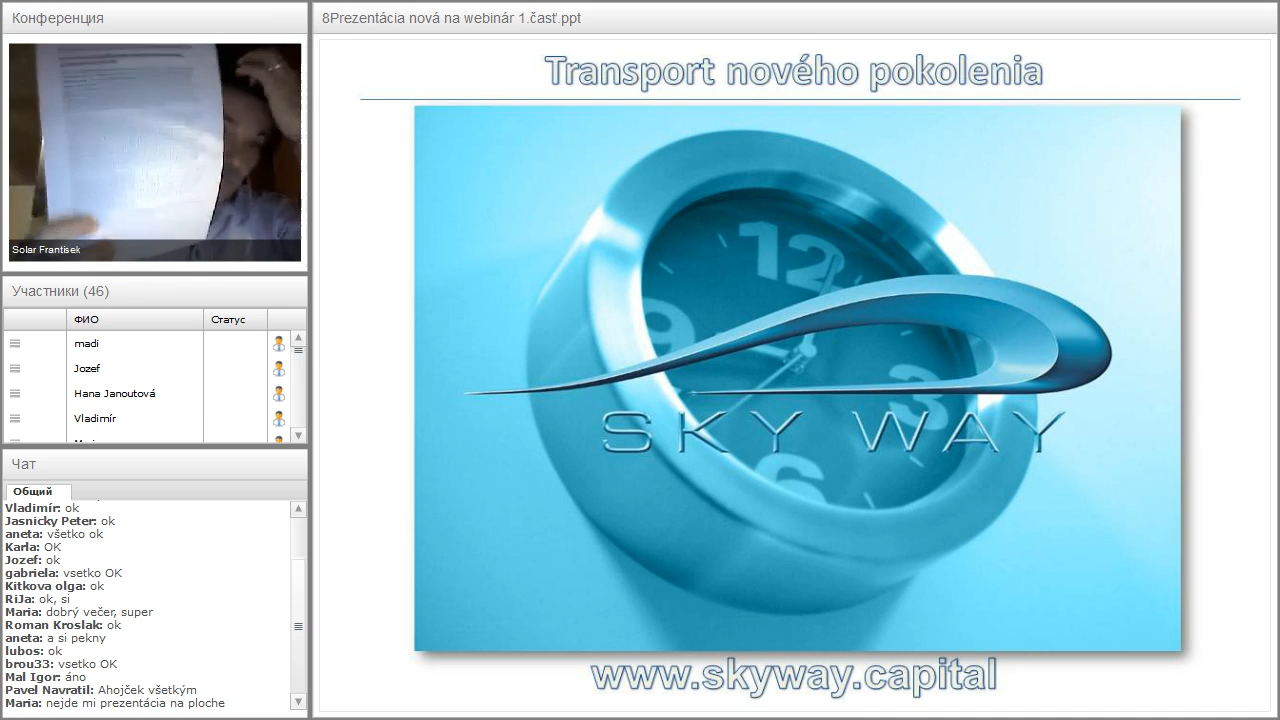 Конференция
Solar Frantisek
Участники (46)
ФИО
Статус
madi
Jozef
Hana Janoutová
Vladimír
Чат
Общий
Vladimír: ok
Jasnicky Peter: ok
aneta: všetko ok
Karla: OK
Jozef: ok
gabriela: vsetko OK
Kitkova olga: ok
RiJa: ok, si
Maria: dobrý večer, super
Roman Kroslak: ok
aneta: a si pekny
lubos: ok
brou33: vsetko OK
Mal Igor: áno
Pavel Navratil: Ahojček všetkým
Maria: nejde mi prezentácia na ploche
8Prezentácia nová na webinár 1.časť.ppt
Transport nového pokolenia
12
9
3
6
SKY WAY
www.skyway.capital